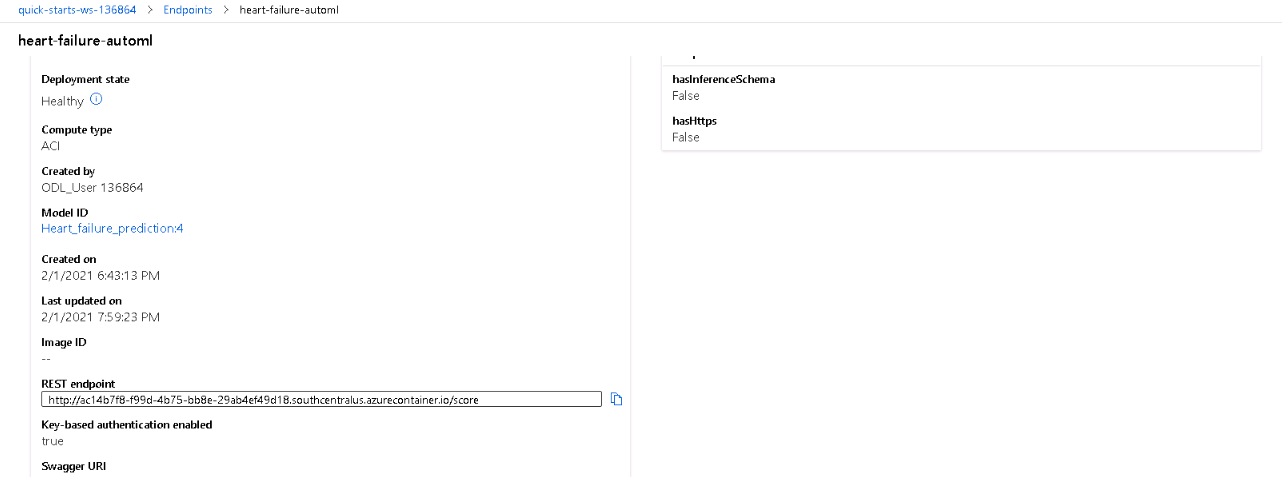 quick-starts-ws-136864 > Endpoints > heart-failure-automl
heart-failure-automl
Deployment state
Healthy
Compute type
ACI
Created by
ODL_User 136864
Model ID
Heart_failure_prediction:4
Created on
2/1/2021 6:43:13 PM
Last updated on
2/1/2021 7:59:23 PM
Image ID
--
REST endpoint
http://ac14b7f8-f99d-4b75-bb8e-29ab4ef49d18.southcentralus.azurecontainer.io/score
Key-based authentication enabled
true
Swagger URI
hasInferenceSchema
False
hasHttps
False